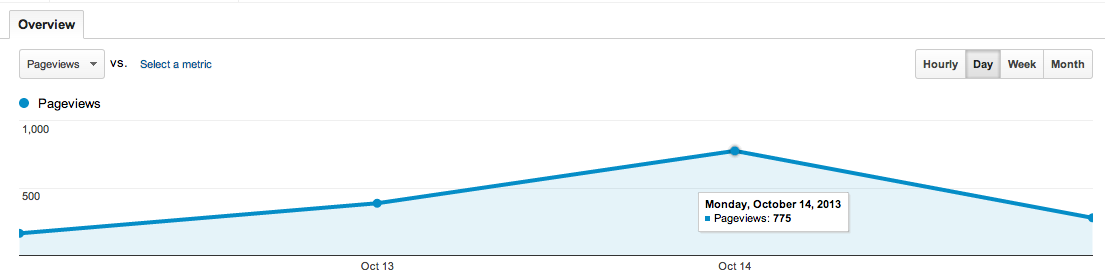 Overview
Pageviews vs. Select a metric Hourly Day Week Month
Pageviews
1,000
500
Monday, October 14, 2013
Pageviews: 775
Oct 13 Oct 14